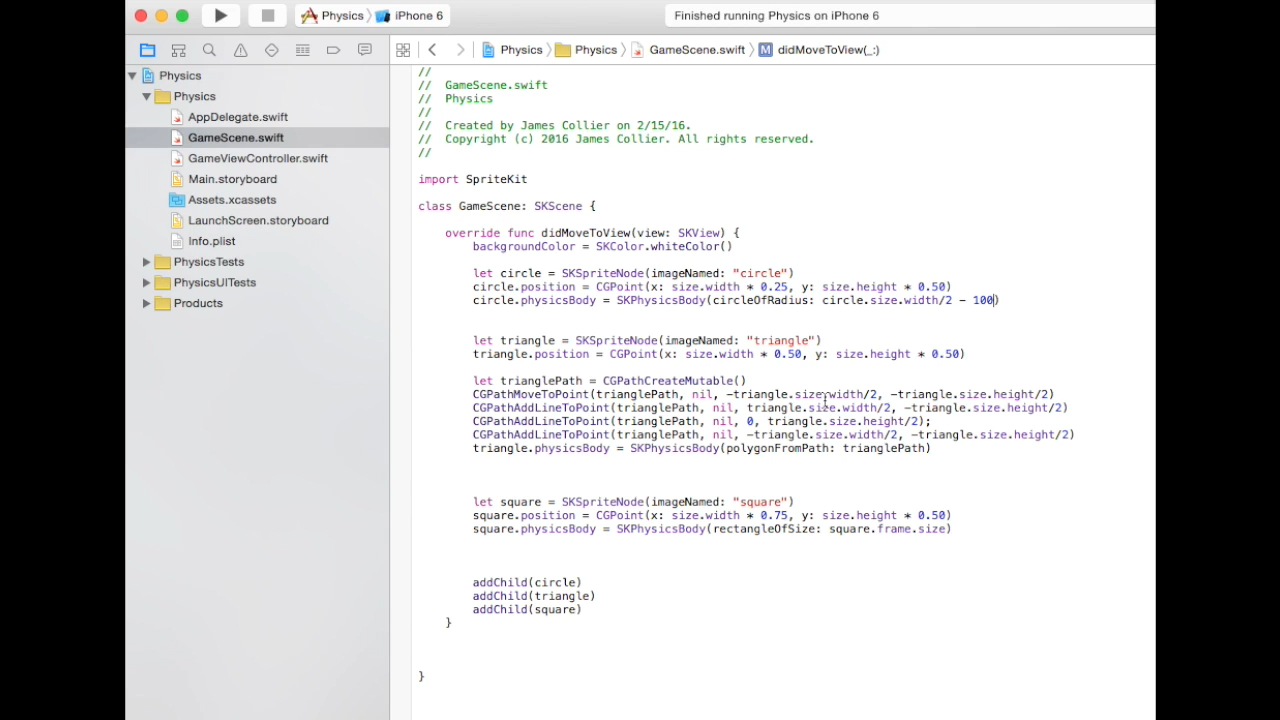 Physics iPhone 6
Finished running Physics on iPhone 6
Physics Physics GameScene.swift M didMoveToView(_:)
Physics
Physics
AppDelegate.swift
GameScene.swift
GameViewController.swift
Main.storyboard
Assets.xcassets
LaunchScreen.storyboard
Info.plist
PhysicsTests
PhysicsUITests
Products
//
//  GameScene.swift
//  Physics
//
//  Created by James Collier on 2/15/16.
//  Copyright (c) 2016 James Collier. All rights reserved.
//
import SpriteKit
class GameScene: SKScene {
override func didMoveToView(view: SKView) {
backgroundColor = SKColor.whiteColor()
let circle = SKSpriteNode(imageNamed: "circle")
circle.position = CGPoint(x: size.width * 0.25, y: size.height * 0.50)
circle.physicsBody = SKPhysicsBody(circleOfRadius: circle.size.width/2 - 100)
let triangle = SKSpriteNode(imageNamed: "triangle")
triangle.position = CGPoint(x: size.width * 0.50, y: size.height * 0.50)
let trianglePath = CGPathCreateMutable()
CGPathMoveToPoint(trianglePath, nil, -triangle.size.width/2, -triangle.size.height/2)
CGPathAddLineToPoint(trianglePath, nil, triangle.size.width/2, -triangle.size.height/2)
CGPathAddLineToPoint(trianglePath, nil, 0, triangle.size.height/2);
CGPathAddLineToPoint(trianglePath, nil, -triangle.size.width/2, -triangle.size.height/2)
triangle.physicsBody = SKPhysicsBody(polygonFromPath: trianglePath)
let square = SKSpriteNode(imageNamed: "square")
square.position = CGPoint(x: size.width * 0.75, y: size.height * 0.50)
square.physicsBody = SKPhysicsBody(rectangleOfSize: square.frame.size)
addChild(circle)
addChild(triangle)
addChild(square)
}
}